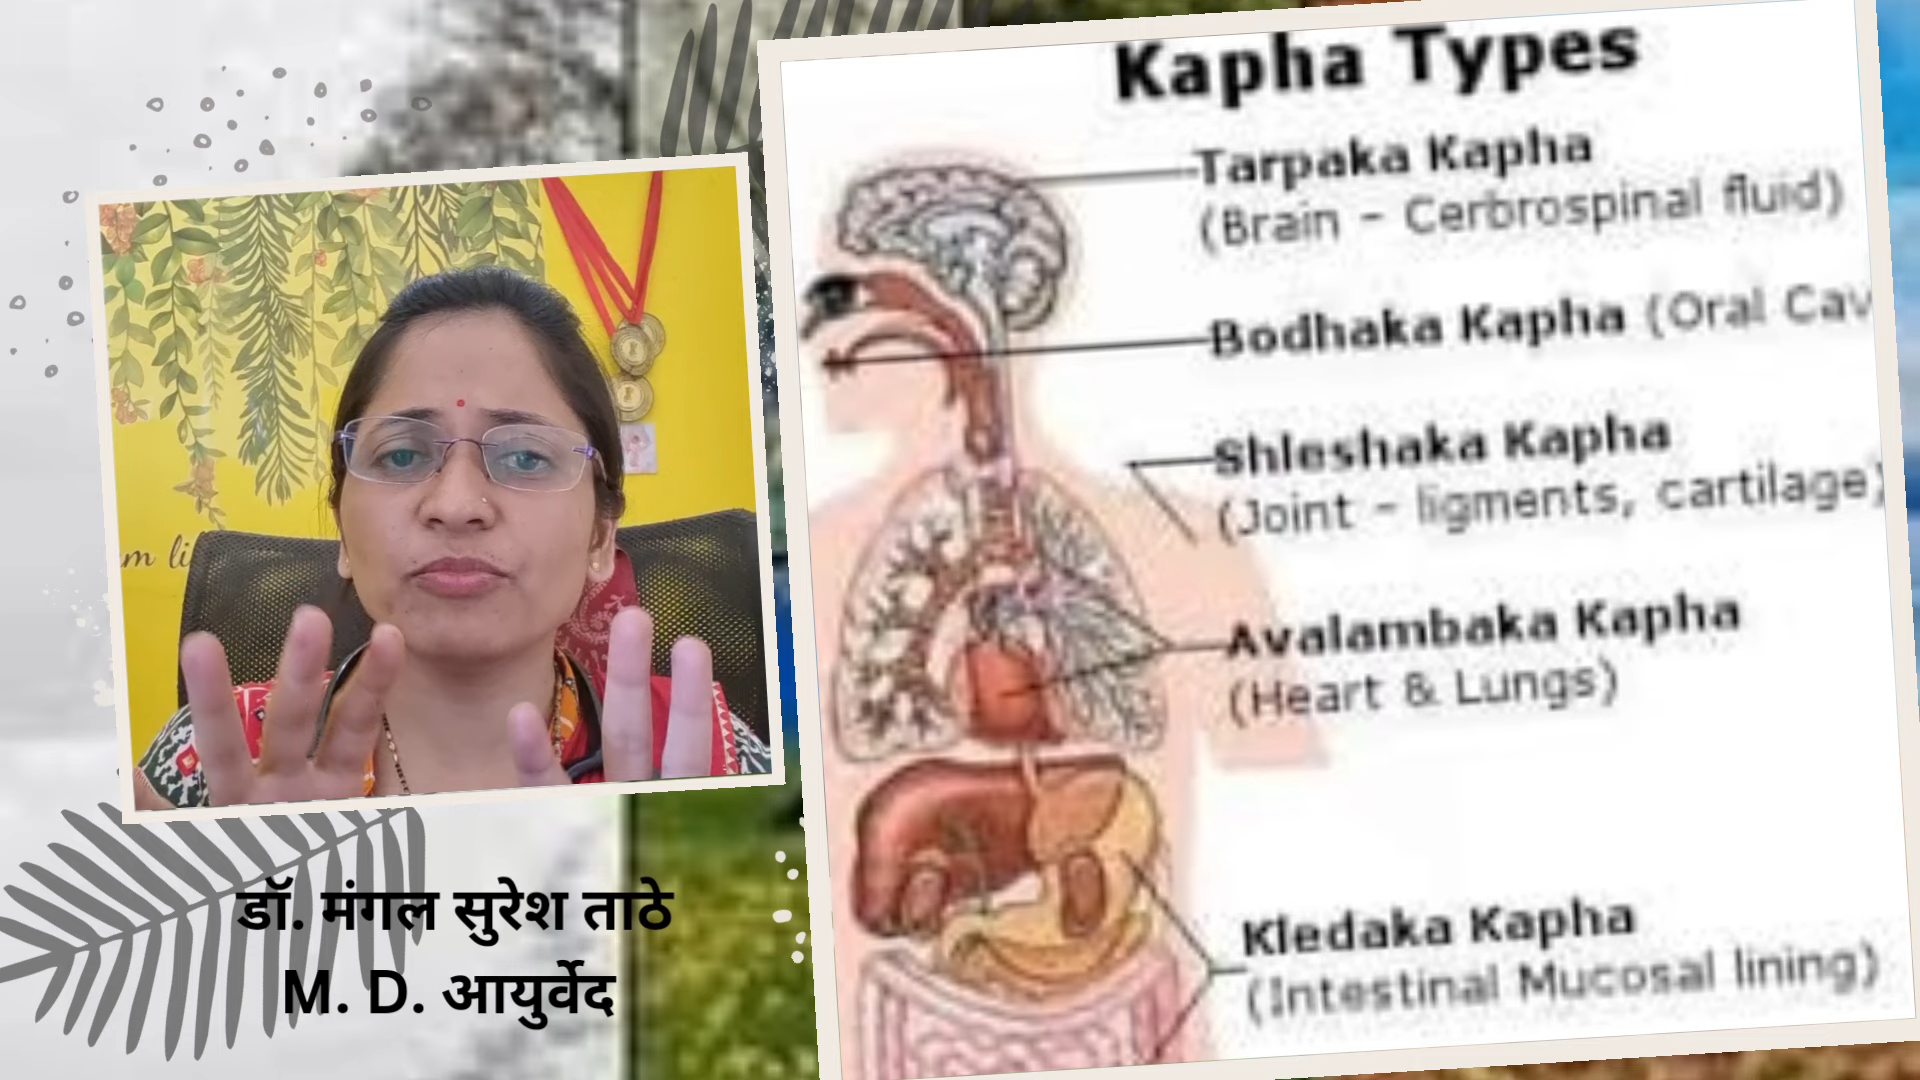 m li
डॉ. मंगल सुरेश ताठे
M. D. आयुर्वेद
Kapha Types
Tarpaka Kapha
(Brain - Cerbrospinal fluid)
Bodhaka Kapha (Oral Cav
Shleshaka Kapha
(Joint - ligments, cartilage)
Avalambaka Kapha
(Heart & Lungs)
Kledaka Kapha
(Intestinal Mucosal lining)